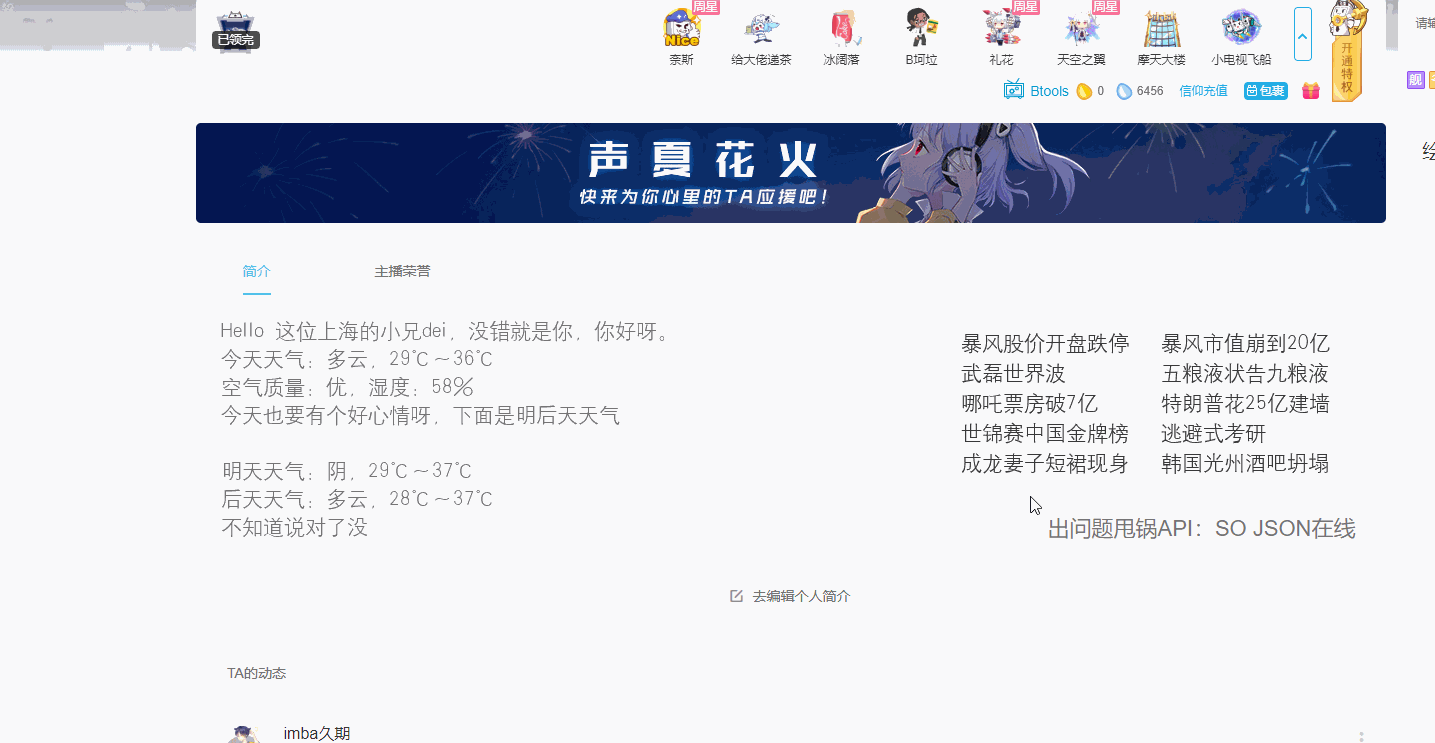 已领完
周星
周星
周星
Nice
奈斯
给大佬递茶
冰阔落
B坷垃
礼花
天空之翼
摩天大楼
小电视飞船
开通特权
请输
Btools
0
6456
信仰充值
包裹
舰
声夏花火
快来为你心里的TA应援吧!
绘
简介
主播荣誉
Hello 这位上海的小兄dei, 没错就是你, 你好呀。
今天天气: 多云, 29℃~36℃
空气质量: 优, 湿度: 58%
今天也要有个好心情呀, 下面是明后天天气
明天天气: 阴, 29℃~37℃
后天天气: 多云, 28℃~37℃
不知道说对了没
暴风股价开盘跌停 暴风市值崩到20亿
武磊世界波 五粮液状告九粮液
哪吒票房破7亿 特朗普花25亿建墙
世锦赛中国金牌榜 逃避式考研
成龙妻子短裙现身 韩国光州酒吧坍塌
出问题甩锅API: SO JSON在线
去编辑个人简介
TA的动态
imba久期